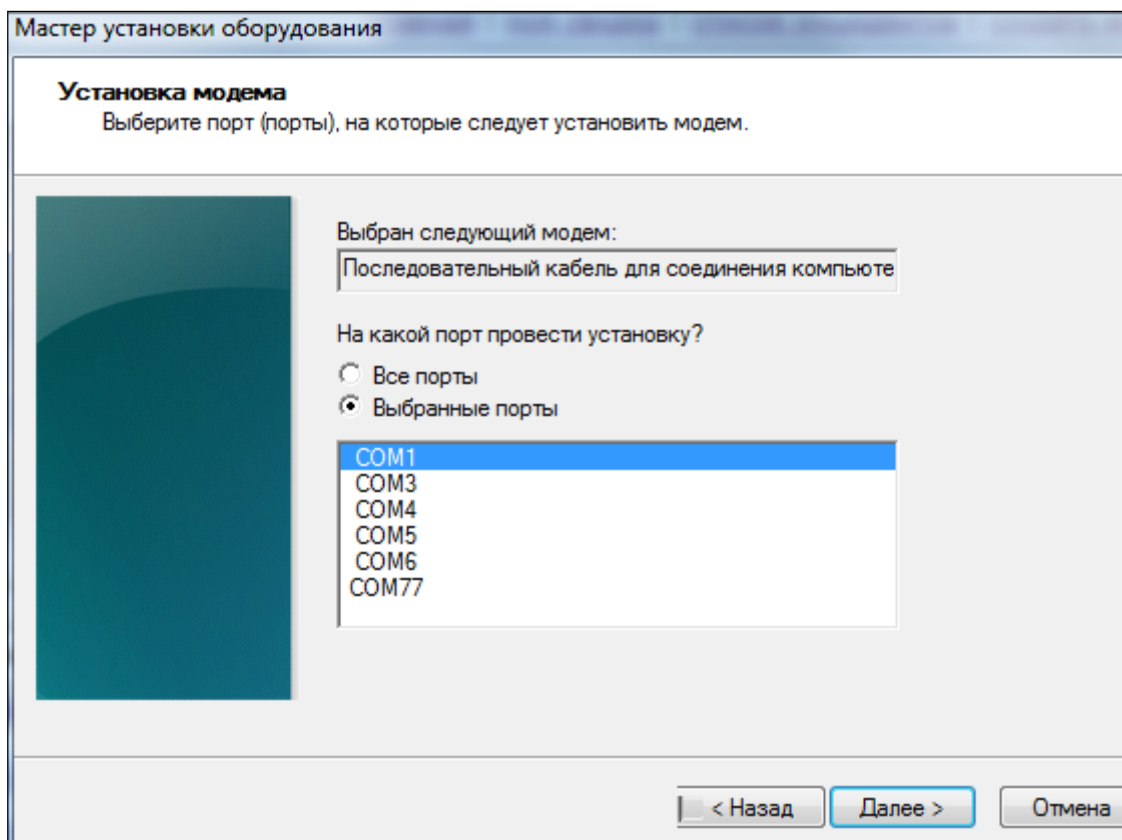 Мастер установки оборудования
Установка модема
Выберите порт (порты), на которые следует установить модем.
Выбран следующий модем:
Последовательный кабель для соединения компьюте
На какой порт провести установку?
Все порты
Выбранные порты
COM1
COM3
COM4
COM5
COM6
COM77
< Назад
Далее >
Отмена